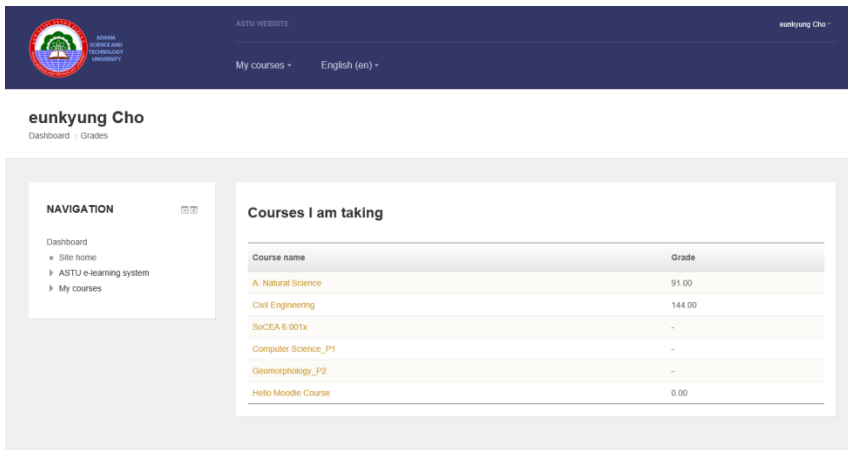 ASTU WEBSITE
eunkyung Cho
ADAMA
SCIENCE AND
TECHNOLOGY
UNIVERSITY
My courses
English (en)
eunkyung Cho
Dashboard
Grades
NAVIGATION
Dashboard
Site home
ASTU e-learning system
My courses
Courses I am taking
Course name Grade
A. Natural Science 91.00
Civil Engineering 144.00
SoCEA 6.001x -
Computer Science_P1 -
Geomorphology_P2 -
Hello Moodle Course 0.00